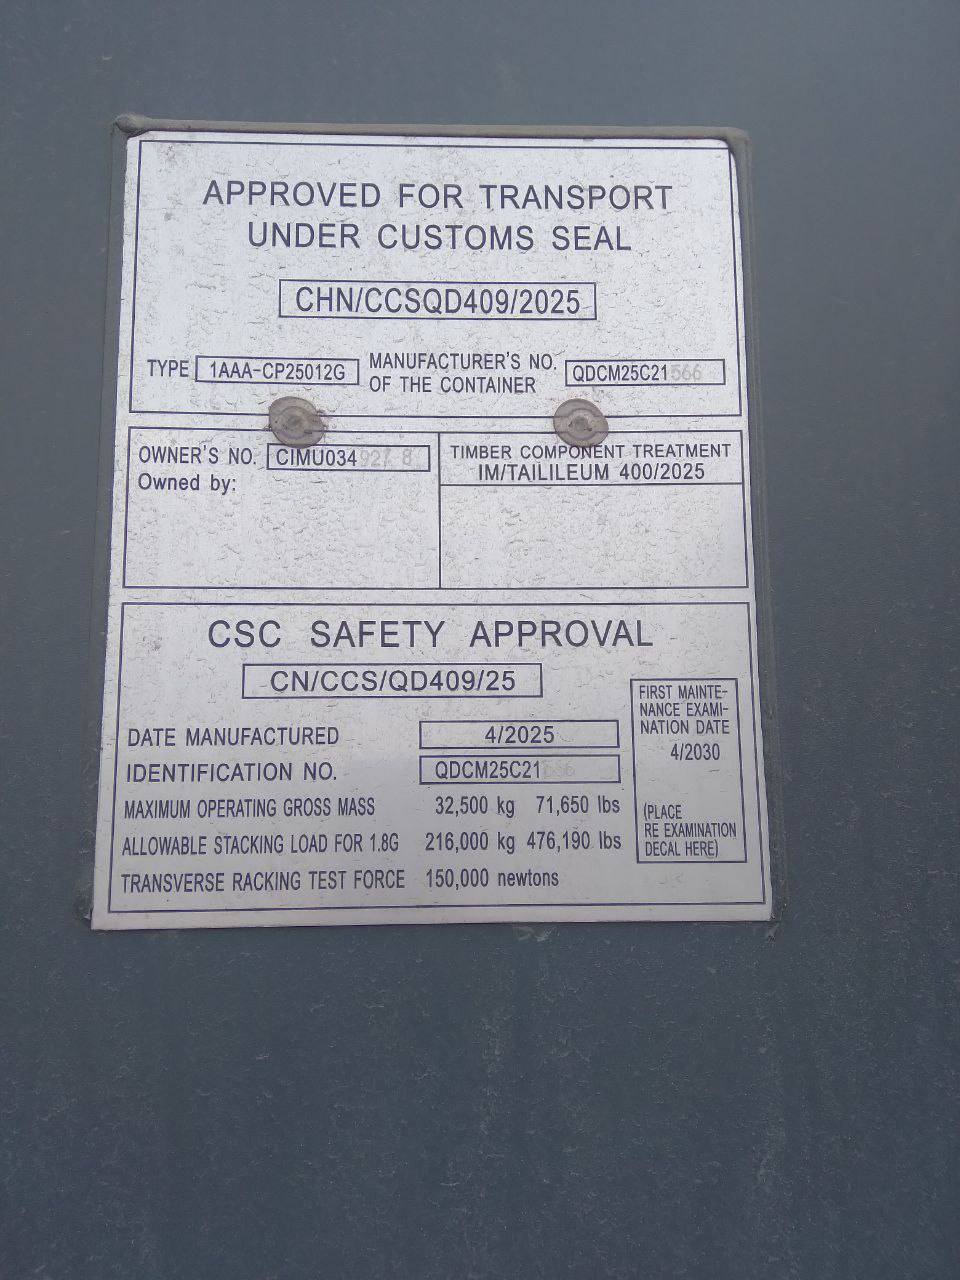 APPROVED FOR TRANSPORT
UNDER CUSTOMS SEAL
CHN/CCSQD409/2025
TYPE 1AAA-CP25012G MANUFACTURER'S NO. OF THE CONTAINER QDCM25C21566
OWNER'S NO. CIMU034927 8
Owned by:
TIMBER COMPONENT TREATMENT
IM/TAILILEUM 400/2025
CSC SAFETY APPROVAL
CN/CCS/QD409/25
DATE MANUFACTURED 4/2025
IDENTIFICATION NO. QDCM25C21566
MAXIMUM OPERATING GROSS MASS 32,500 kg 71,650 lbs
ALLOWABLE STACKING LOAD FOR 1.8G 216,000 kg 476,190 lbs
TRANSVERSE RACKING TEST FORCE 150,000 newtons
FIRST MAINTE-
NANCE EXAMI-
NATION DATE
4/2030
(PLACE
RE EXAMINATION
DECAL HERE)